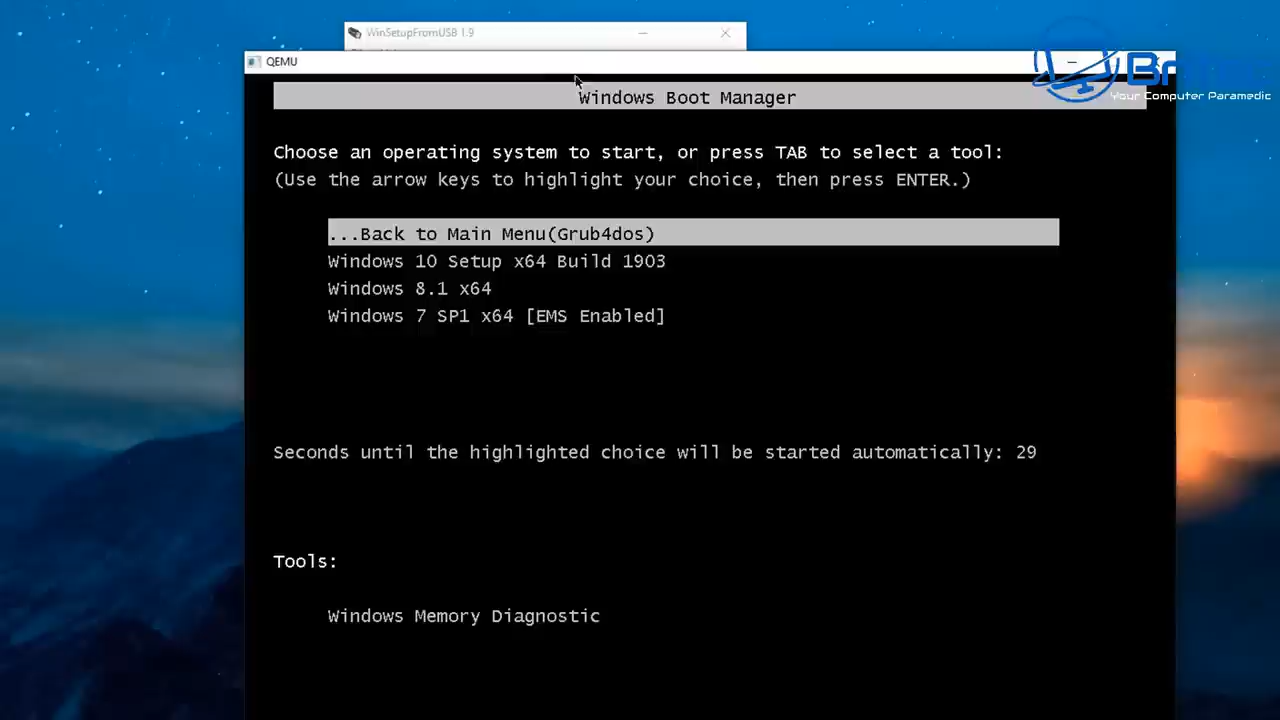 WinSetupFromUSB 1.9
QEMU
Your Computer Paramedic
Windows Boot Manager
Choose an operating system to start, or press TAB to select a tool:
(Use the arrow keys to highlight your choice, then press ENTER.)
...Back to Main Menu(Grub4dos)
Windows 10 Setup x64 Build 1903
Windows 8.1 x64
Windows 7 SP1 x64 [EMS Enabled]
Seconds until the highlighted choice will be started automatically: 29
Tools:
Windows Memory Diagnostic